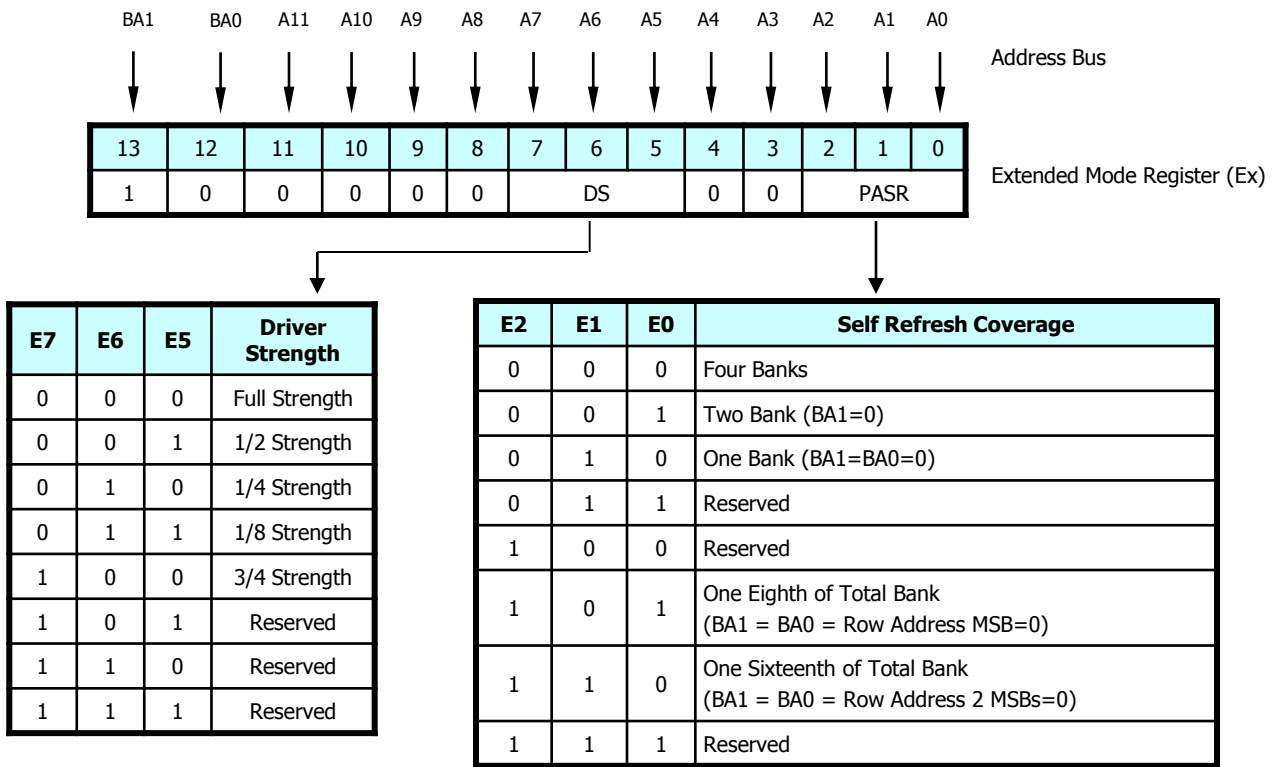 BA1 BA0 A11 A10 A9 A8 A7 A6 A5 A4 A3 A2 A1 A0
Address Bus
13 12 11 10 9 8 7 6 5 4 3 2 1 0
1 0 0 0 0 0 DS 0 0 PASR
Extended Mode Register (Ex)
E7 E6 E5 Driver Strength
0 0 0 Full Strength
0 0 1 1/2 Strength
0 1 0 1/4 Strength
0 1 1 1/8 Strength
1 0 0 3/4 Strength
1 0 1 Reserved
1 1 0 Reserved
1 1 1 Reserved
E2 E1 E0 Self Refresh Coverage
0 0 0 Four Banks
0 0 1 Two Bank (BA1=0)
0 1 0 One Bank (BA1=BA0=0)
0 1 1 Reserved
1 0 0 Reserved
1 0 1 One Eighth of Total Bank
(BA1 = BA0 = Row Address MSB=0)
1 1 0 One Sixteenth of Total Bank
(BA1 = BA0 = Row Address 2 MSBs=0)
1 1 1 Reserved